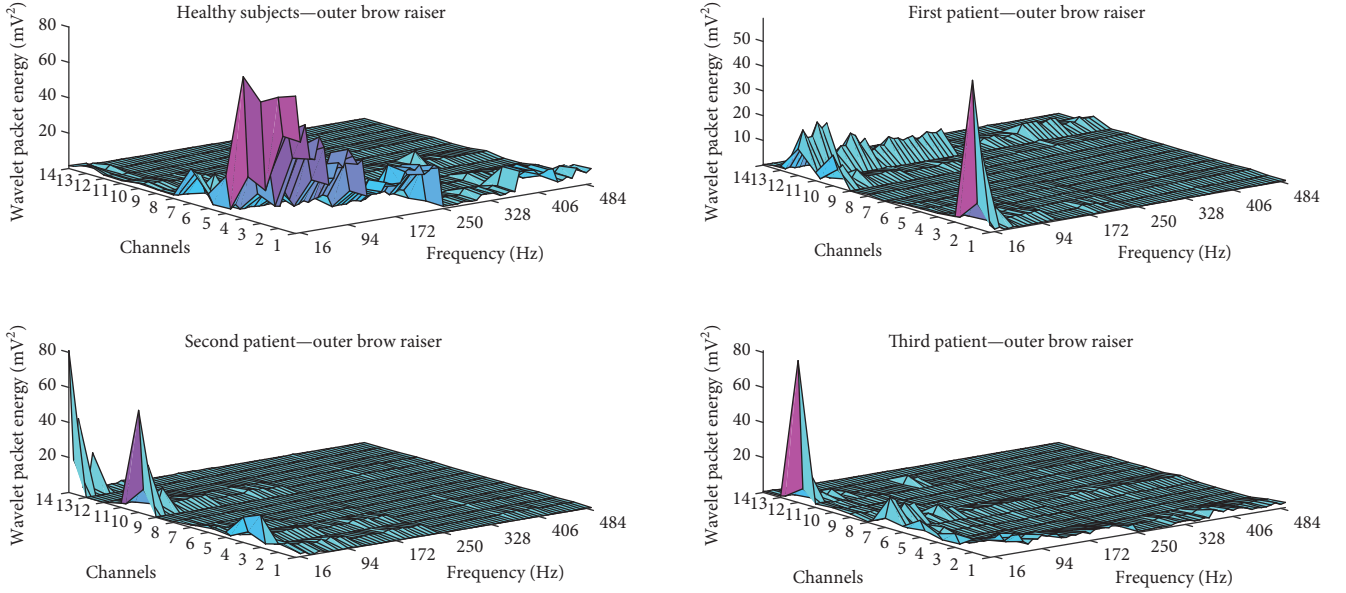 Healthy subjects—outer brow raiser
Wavelet packet energy (mV2)
80
60
40
20
14 13 12 11 10 9 8 7 6 5 4 3 2 1
Channels
16 94 172 250 328 406 484
Frequency (Hz)
First patient—outer brow raiser
Wavelet packet energy (mV2)
50
40
30
20
10
14 13 12 11 10 9 8 7 6 5 4 3 2 1
Channels
16 94 172 250 328 406 484
Frequency (Hz)
Second patient—outer brow raiser
Wavelet packet energy (mV2)
80
60
40
20
14 13 12 11 10 9 8 7 6 5 4 3 2 1
Channels
16 94 172 250 328 406 484
Frequency (Hz)
Third patient—outer brow raiser
Wavelet packet energy (mV2)
80
60
40
20
14 13 12 11 10 9 8 7 6 5 4 3 2 1
Channels
16 94 172 250 328 406 484
Frequency (Hz)